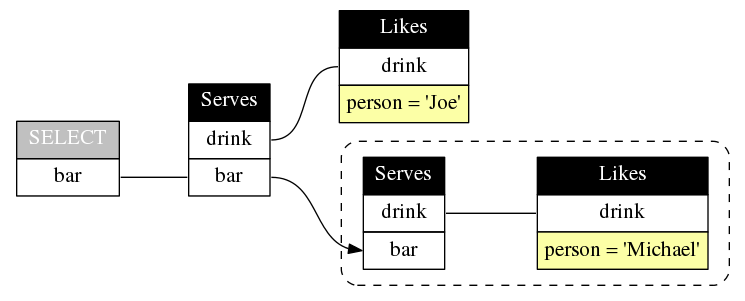 SELECT
bar
Serves
drink
bar
Likes
drink
person = 'Joe'
Serves
drink
bar
Likes
drink
person = 'Michael'